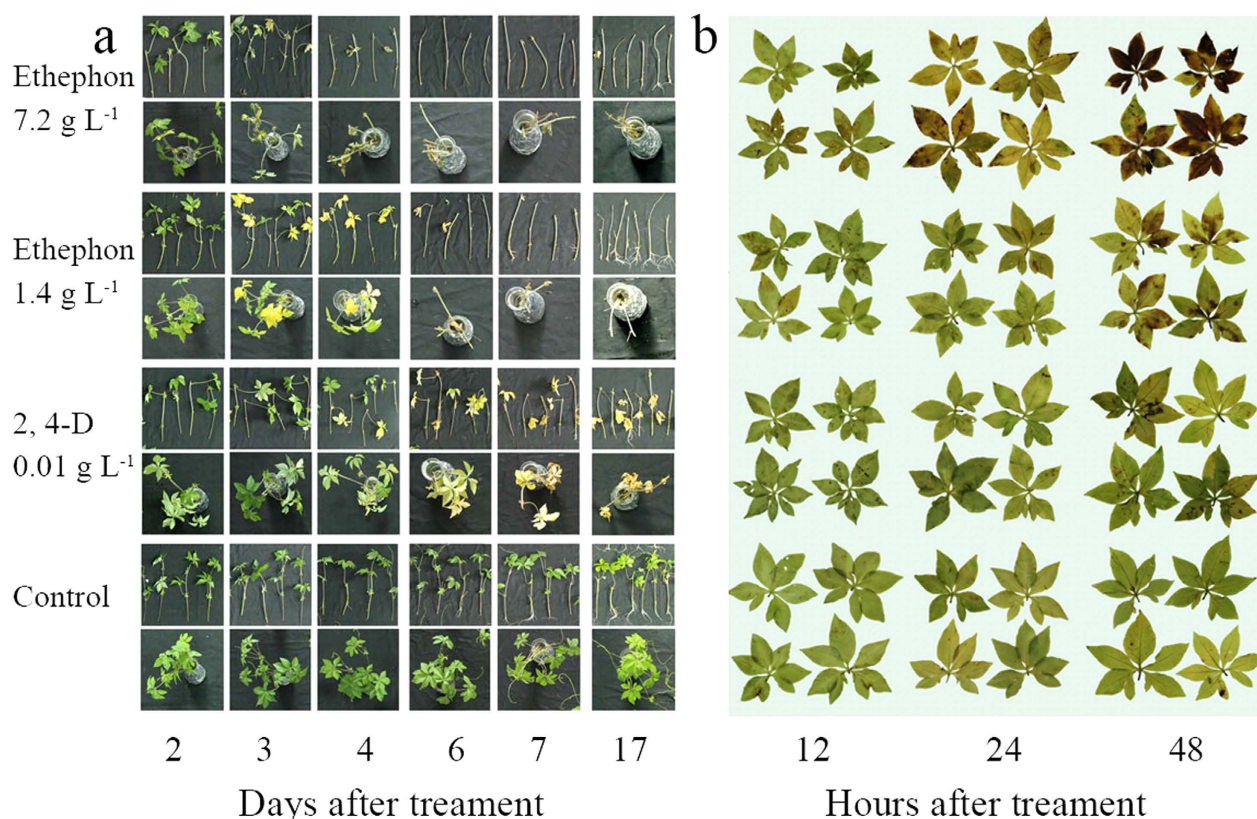 a
b
Ethephon
7.2 g L-1
Ethephon
1.4 g L-1
2, 4-D
0.01 g L-1
Control
2 3 4 6 7 17
Days after treament
12 24 48
Hours after treament